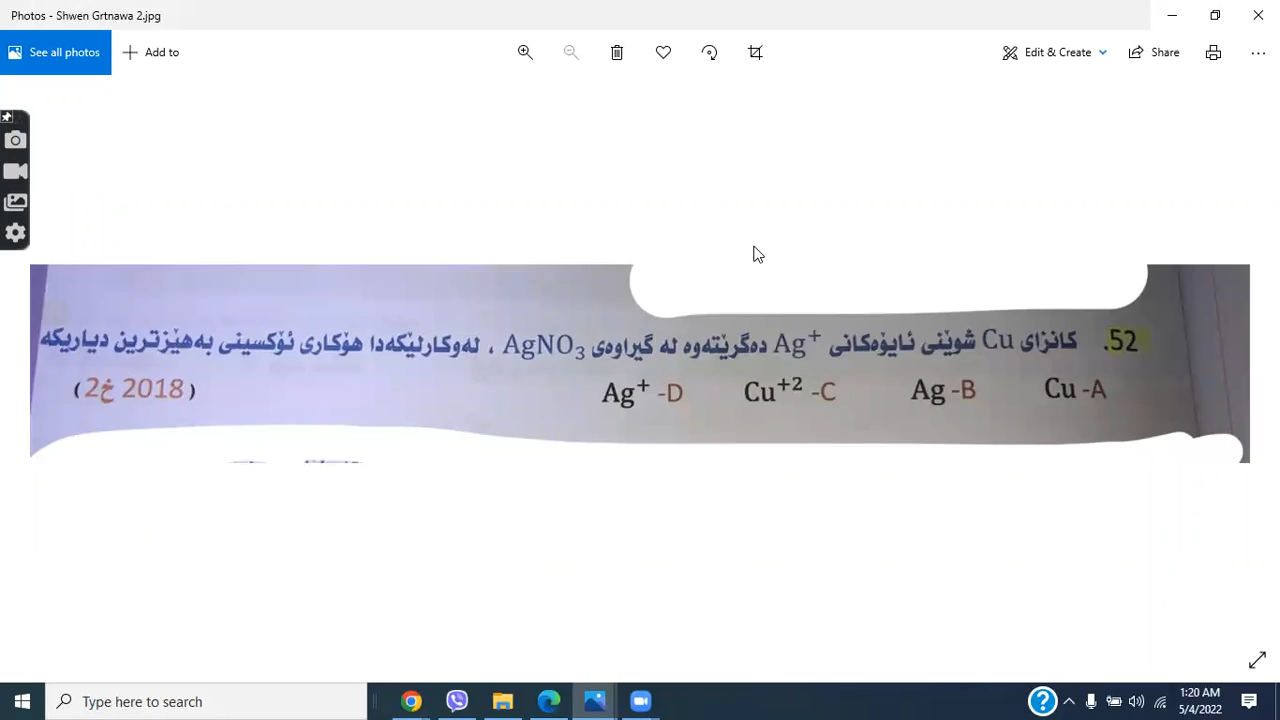 Photos - Shwen Grtnawa 2.jpg
See all photos
Add to
Edit & Create
Share
52. کانزای Cu شوێنی ئایۆەکانی Ag⁺ دەگرێتەوە لە گیراوەی AgNO₃ ، لەوکارلێکەدا هۆکاری ئۆکسینی بەهێزترین دیاریکە
A- Cu B- Ag C- Cu⁺² D- Ag⁺ (2018 خ2)
Type here to search
1:20 AM
5/4/2022